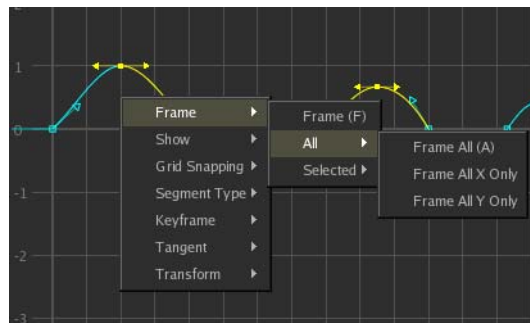 1
0
-1
-2
-3
Frame
Show
Grid Snapping
Segment Type
Keyframe
Tangent
Transform
Frame (F)
All
Selected
Frame All (A)
Frame All X Only
Frame All Y Only